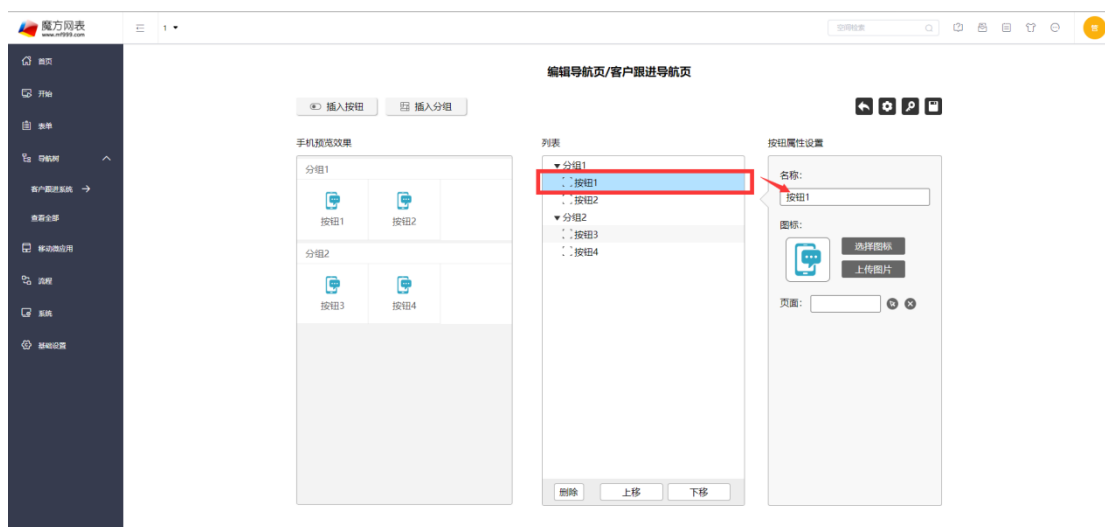 魔方网表
www.mf999.com
1
空间检索
首页
开始
表单
导航树
客户跟进系统
查看全部
移动微应用
流程
系统
基础设置
编辑导航页/客户跟进导航页
插入按钮
插入分组
手机预览效果
分组1
按钮1 按钮2
分组2
按钮3 按钮4
列表
分组1
按钮1
按钮2
分组2
按钮3
按钮4
删除 上移 下移
按钮属性设置
名称:
按钮1
图标:
选择图标
上传图片
页面: